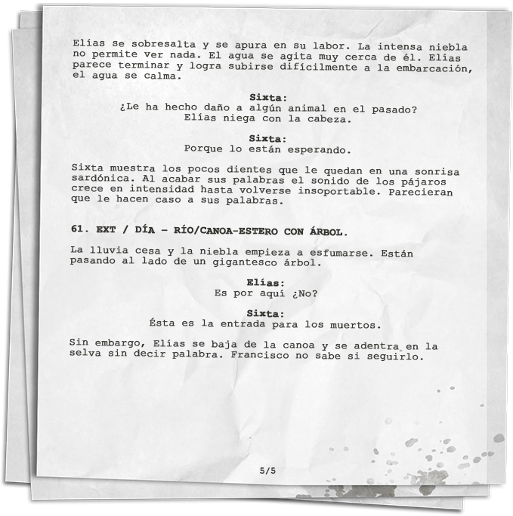 Elías se sobresalta y se apura en su labor. La intensa niebla
no permite ver nada. El agua se agita muy cerca de él. Elías
parece terminar y logra subirse difícilmente a la embarcación,
el agua se calma.
Sixta:
¿Le ha hecho daño a algún animal en el pasado?
Elías niega con la cabeza.
Sixta:
Porque lo están esperando.
Sixta muestra los pocos dientes que le quedan en una sonrisa
sardónica. Al acabar sus palabras el sonido de los pájaros
crece en intensidad hasta volverse insoportable. Parecieran
que le hacen caso a sus palabras.
61. EXT / DÍA – RÍO/CANOA-ESTERO CON ÁRBOL.
La lluvia cesa y la niebla empieza a esfumarse. Están
pasando al lado de un gigantesco árbol.
Elías:
Es por aquí ¿No?
Sixta:
Ésta es la entrada para los muertos.
Sin embargo, Elías se baja de la canoa y se adentra en la
selva sin decir palabra. Francisco no sabe si seguirlo.
5/5